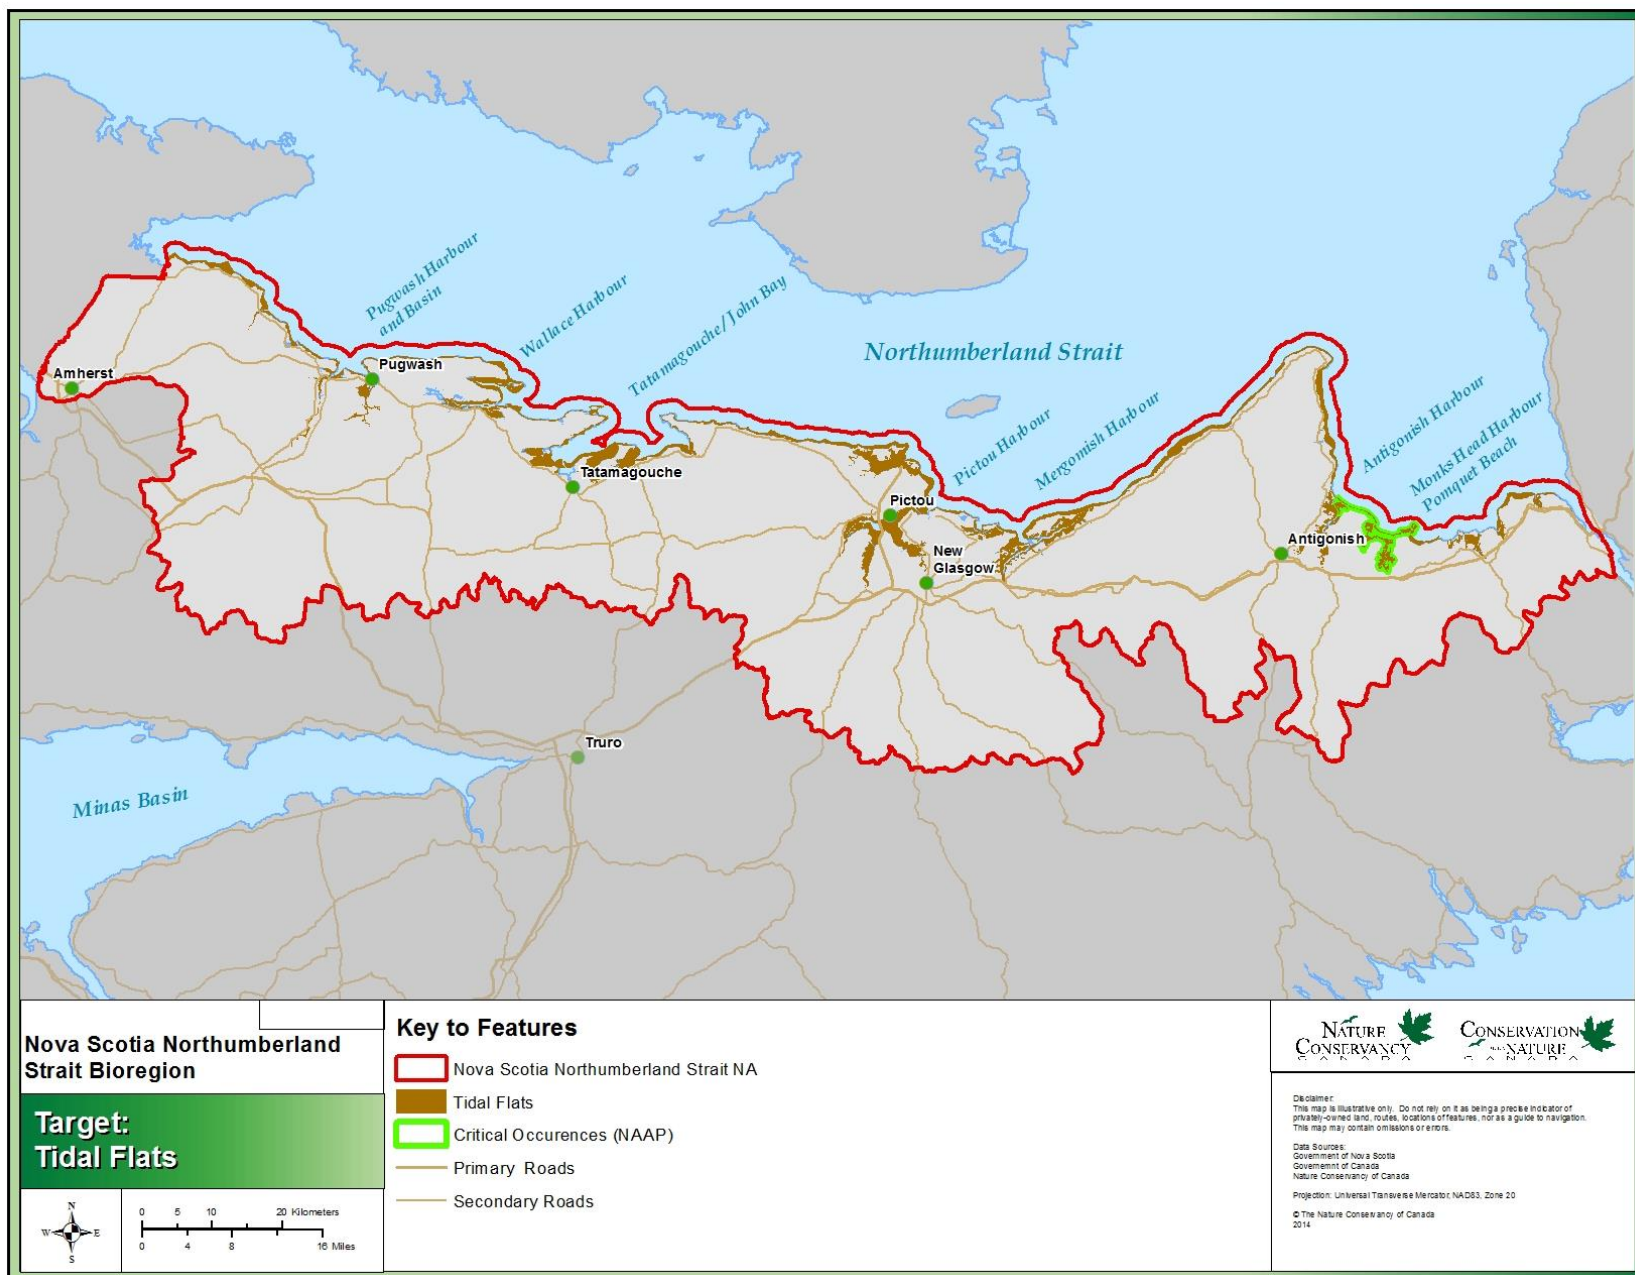 Pugwash Harbour
and Basin
Wallace Harbour
Tatamagouche/ John Bay
Northumberland Strait
Pictou Harbour
Mergomish Harbour
Antigonish Harbour
Monks Head Harbour
Pomquet Beach
Amherst
Pugwash
Tatamagouche
Pictou
New
Glasgow
Antigonish
Truro
Minas Basin
Nova Scotia Northumberland
Strait Bioregion
Target:
Tidal Flats
N
W
E
S
0 5 10 20 Kilometers
0 4 8 16 Miles
Key to Features
Nova Scotia Northumberland Strait NA
Tidal Flats
Critical Occurences (NAAP)
Primary Roads
Secondary Roads
NATURE
CONSERVANCY
CONSERVATION
NATURE
Disclaimer:
This map is illustrative only. Do not rely on it as being a precise indicator of
privately-owned land, routes, locations of features, nor as a guide to navigation.
This map may contain omissions or errors.
Data Sources:
Government of Nova Scotia
Governemnt of Canada
Nature Conservancy of Canada
Projection: Universal Transverse Mercator, NAD83, Zone 20
© The Nature Conservancy of Canada
2014